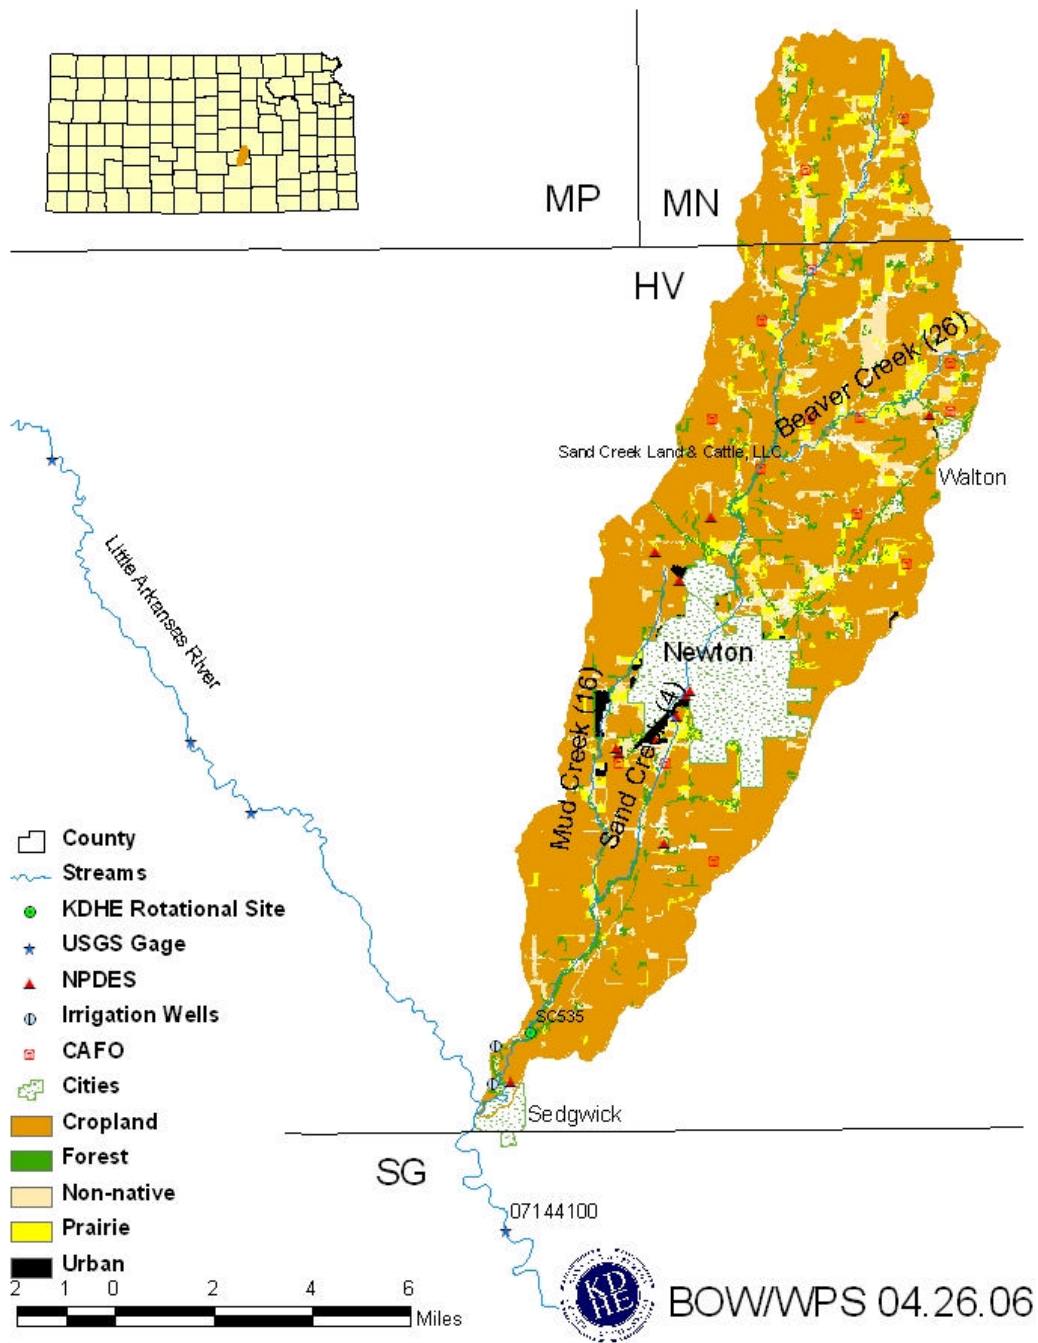 MP
MN
HV
Beaver Creek (26)
Sand Creek Land & Cattle, LLC
Walton
Little Arkansas River
Newton
Mud Creek (16)
Sand Creek (4)
County
Streams
KDHE Rotational Site
USGS Gage
NPDES
Irrigation Wells
CAFO
Cities
Cropland
Forest
Non-native
Prairie
Urban
SC535
Sedgwick
SG
07144100
2 1 0 2 4 6
Miles
KD
HE
BOW/WPS 04.26.06